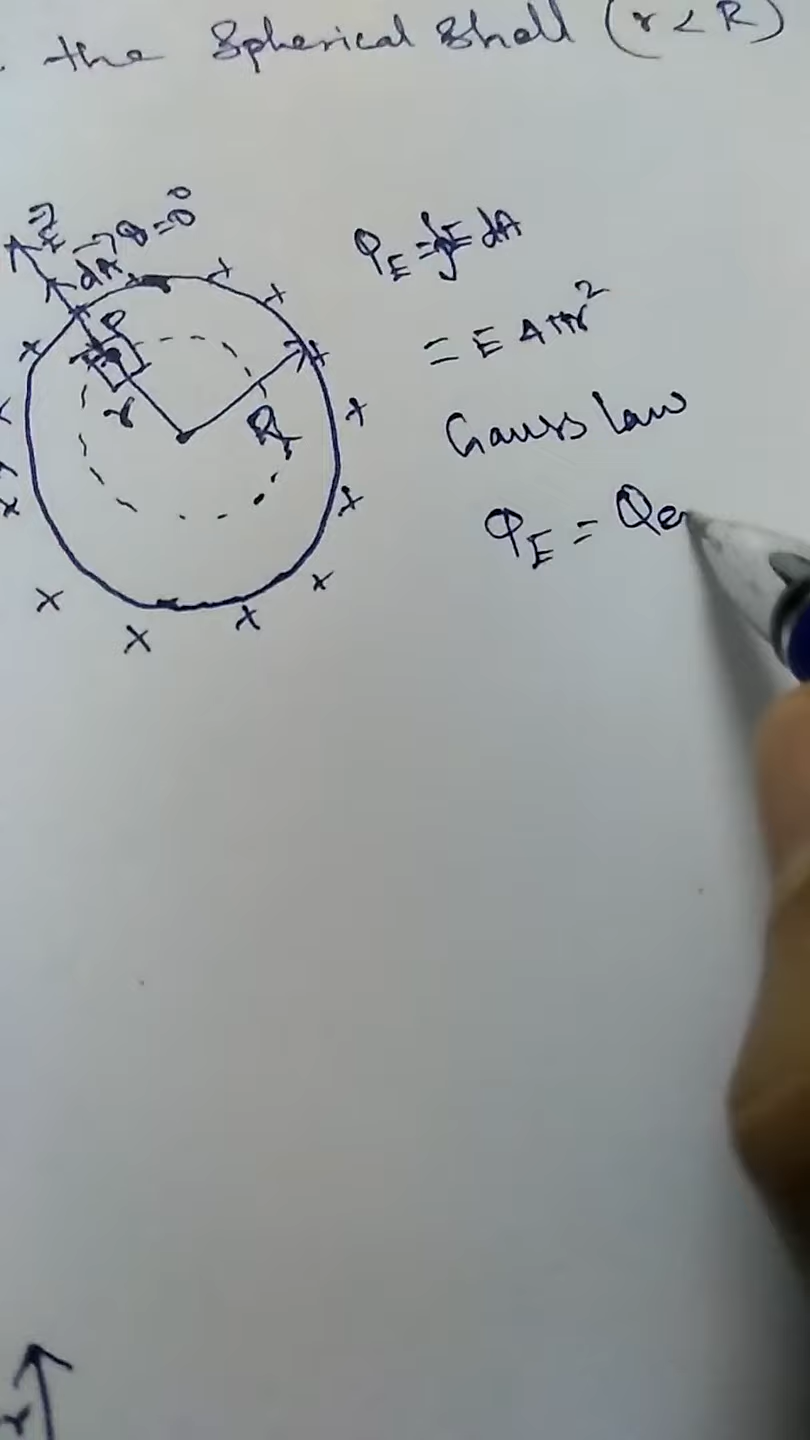 the Spherical Shell (r < R)
→E
→dA θ=0°
P
r
R
φE = ∮E dA
= E 4πr²
Gauss law
φE = Qe
r